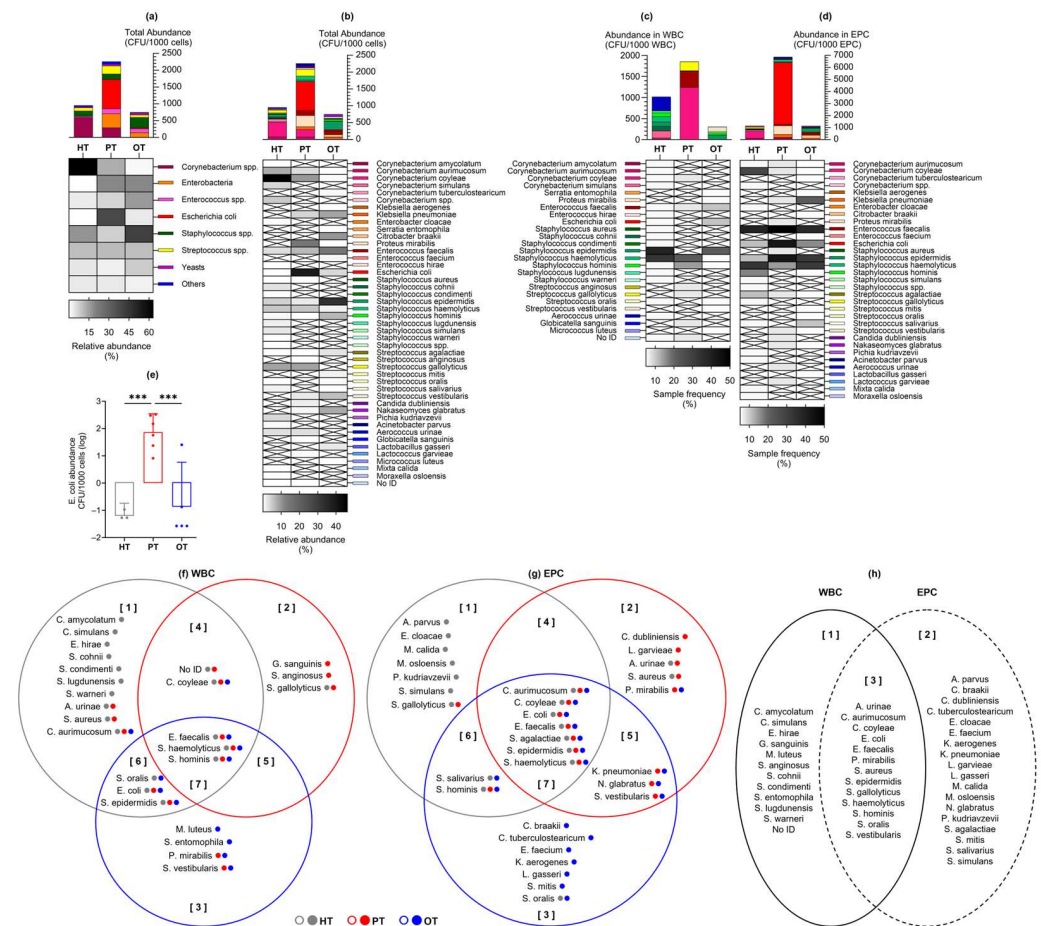 (a)
Total Abundance
(CFU/1000 cells)
2500
2000
1500
1000
500
0
HT PT OT
Corynebacterium spp.
Enterobacteria
Enterococcus spp.
Escherichia coli
Staphylococcus spp.
Streptococcus spp.
Yeasts
Others
15 30 45 60
Relative abundance
(%)
(b)
Total Abundance
(CFU/1000 cells)
2500
2000
1500
1000
500
0
HT PT OT
Corynebacterium amycolatum
Corynebacterium aurimucosum
Corynebacterium coyleae
Corynebacterium simulans
Corynebacterium tuberculostearicum
Corynebacterium spp.
Klebsiella aerogenes
Klebsiella pneumoniae
Enterobacter cloacae
Serratia entomophila
Citrobacter braakii
Proteus mirabilis
Enterococcus faecalis
Enterococcus faecium
Enterococcus hirae
Escherichia coli
Staphylococcus aureus
Staphylococcus cohnii
Staphylococcus condimenti
Staphylococcus epidermidis
Staphylococcus haemolyticus
Staphylococcus hominis
Staphylococcus lugdunensis
Staphylococcus simulans
Staphylococcus warneri
Staphylococcus spp.
Streptococcus agalactiae
Streptococcus anginosus
Streptococcus gallolyticus
Streptococcus mitis
Streptococcus oralis
Streptococcus salivarius
Streptococcus vestibularis
Candida dubliniensis
Nakaseomyces glabratus
Pichia kudriavzevii
Acinetobacter parvus
Aerococcus urinae
Globicatella sanguinis
Lactobacillus gasseri
Lactococcus garvieae
Micrococcus luteus
Mixta calida
Moraxella osloensis
No ID
10 20 30 40
Relative abundance
(%)
(c)
Abundance in WBC
(CFU/1000 WBC)
2000
1500
1000
500
0
HT PT OT
Corynebacterium amycolatum
Corynebacterium aurimucosum
Corynebacterium coyleae
Corynebacterium simulans
Serratia entomophila
Proteus mirabilis
Enterococcus faecalis
Enterococcus hirae
Escherichia coli
Staphylococcus aureus
Staphylococcus cohnii
Staphylococcus condimenti
Staphylococcus epidermidis
Staphylococcus haemolyticus
Staphylococcus hominis
Staphylococcus lugdunensis
Staphylococcus warneri
Streptococcus anginosus
Streptococcus gallolyticus
Streptococcus oralis
Streptococcus vestibularis
Aerococcus urinae
Globicatella sanguinis
Micrococcus luteus
No ID
10 20 30 40 50
Sample frequency
(%)
(d)
Abundance in EPC
(CFU/1000 EPC)
7000
6000
5000
4000
3000
2000
1000
0
HT PT OT
Corynebacterium aurimucosum
Corynebacterium coyleae
Corynebacterium tuberculostearicum
Corynebacterium spp.
Klebsiella aerogenes
Klebsiella pneumoniae
Enterobacter cloacae
Citrobacter braakii
Proteus mirabilis
Enterococcus faecalis
Enterococcus faecium
Escherichia coli
Staphylococcus aureus
Staphylococcus epidermidis
Staphylococcus haemolyticus
Staphylococcus hominis
Staphylococcus simulans
Staphylococcus spp.
Streptococcus agalactiae
Streptococcus gallolyticus
Streptococcus mitis
Streptococcus oralis
Streptococcus salivarius
Streptococcus vestibularis
Candida dubliniensis
Nakaseomyces glabratus
Pichia kudriavzevii
Acinetobacter parvus
Aerococcus urinae
Lactobacillus gasseri
Lactococcus garvieae
Mixta calida
Moraxella osloensis
10 20 30 40 50
Sample frequency
(%)
(e)
E. coli abundance
CFU/1000 cells (log)
*** ***
3
2
1
0
−1
−2
HT PT OT
(f) WBC
[ 1 ]
C. amycolatum
C. simulans
E. hirae
S. cohnii
S. condimenti
S. lugdunensis
S. warneri
A. urinae
S. aureus
C. aurimucosum
[ 2 ]
G. sanguinis
S. anginosus
S. gallolyticus
[ 4 ]
No ID
C. coyleae
E. faecalis
S. haemolyticus
S. hominis
[ 7 ]
[ 5 ]
[ 6 ]
S. oralis
E. coli
S. epidermidis
M. luteus
S. entomophila
P. mirabilis
S. vestibularis
[ 3 ]
(g) EPC
[ 1 ]
A. parvus
E. cloacae
M. calida
M. osloensis
P. kudriavzevii
S. simulans
S. gallolyticus
[ 2 ]
C. dubliniensis
L. garvieae
A. urinae
S. aureus
P. mirabilis
[ 4 ]
C. aurimucosum
C. coyleae
E. coli
E. faecalis
S. agalactiae
S. epidermidis
S. haemolyticus
[ 7 ]
[ 5 ]
K. pneumoniae
N. glabratus
S. vestibularis
[ 6 ]
S. salivarius
S. hominis
C. braakii
C. tuberculostearicum
E. faecium
K. aerogenes
L. gasseri
S. mitis
S. oralis
[ 3 ]
HT PT OT
(h)
WBC EPC
[ 1 ]
C. amycolatum
C. simulans
E. hirae
G. sanguinis
M. luteus
S. anginosus
S. cohnii
S. condimenti
S. entomophila
S. lugdunensis
S. warneri
No ID
[ 3 ]
A. urinae
C. aurimucosum
C. coyleae
E. coli
E. faecalis
P. mirabilis
S. aureus
S. epidermidis
S. gallolyticus
S. haemolyticus
S. hominis
S. oralis
S. vestibularis
[ 2 ]
A. parvus
C. braakii
C. dubliniensis
C. tuberculostearicum
E. cloacae
E. faecium
K. aerogenes
K. pneumoniae
L. garvieae
L. gasseri
M. calida
M. osloensis
N. glabratus
P. kudriavzevii
S. agalactiae
S. mitis
S. salivarius
S. simulans